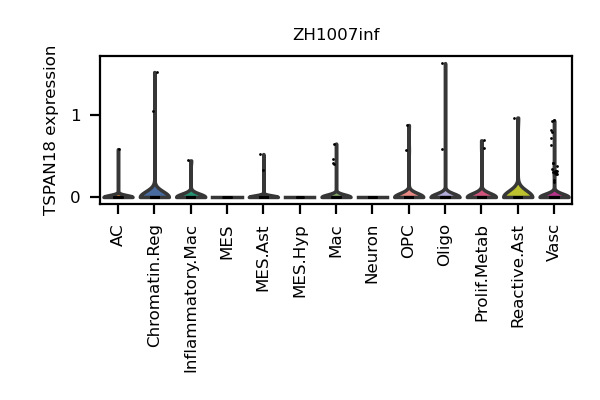 ZH1007inf
TSPAN18 expression
1
0
AC
Chromatin.Reg
Inflammatory.Mac
MES
MES.Ast
MES.Hyp
Mac
Neuron
OPC
Oligo
Prolif.Metab
Reactive.Ast
Vasc